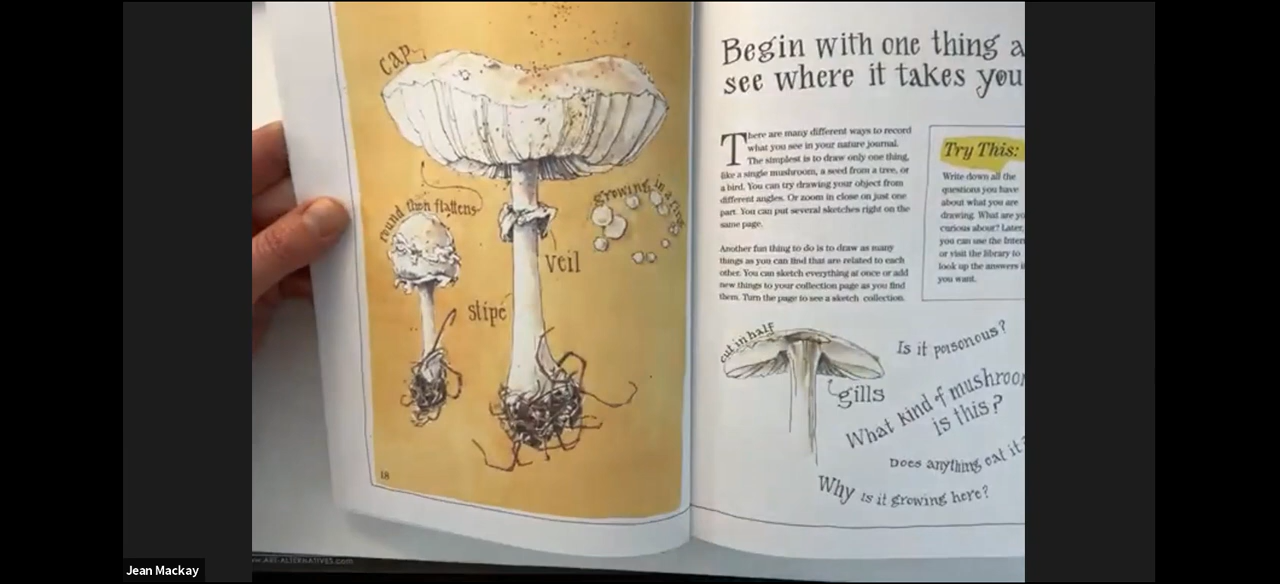 cap
round then flattens
growing in a ring
veil
stipe
18
Begin with one thing a
see where it takes you
There are many different ways to record
what you see in your nature journal.
The simplest is to draw only one thing,
like a single mushroom, a seed from a tree, or
a bird. You can try drawing your object from
different angles. Or zoom in close on just one
part. You can put several sketches right on the
same page.
Another fun thing to do is to draw as many
things as you can find that are related to each
other. You can sketch everything at once or add
new things to your collection page as you find
them. Turn the page to see a sketch collection.
Try This:
Write down all the
questions you have
about what you are
drawing. What are yo
curious about? Later,
you can use the Inter
or visit the library to
look up the answers i
you want.
cut in half
gills
Is it poisonous?
What kind of mushroo
is this?
Does anything eat it?
Why is it growing here?
www.ART-ALTERNATIVES.com
Jean Mackay